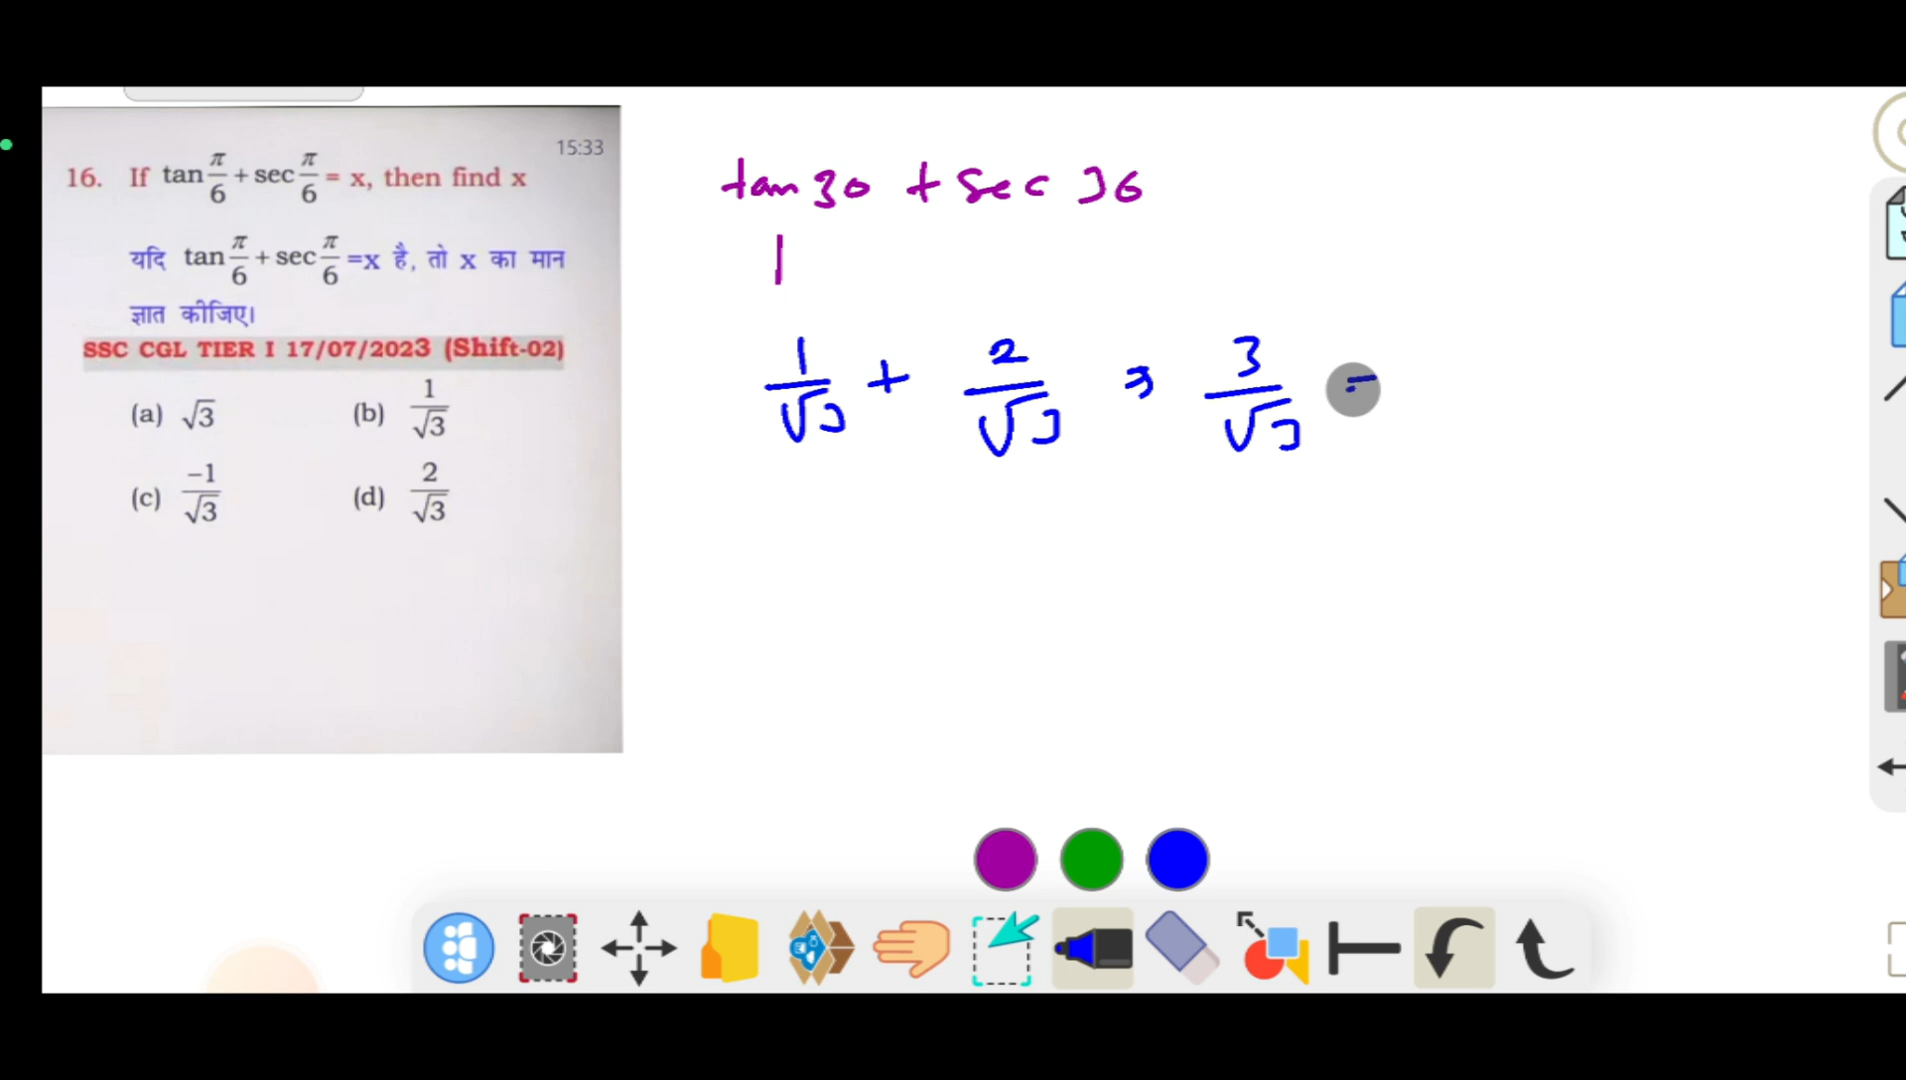 15:33
16. If tan π/6 + sec π/6 = x, then find x
यदि tan π/6 + sec π/6 =x है, तो x का मान
ज्ञात कीजिए।
SSC CGL TIER I 17/07/2023 (Shift-02)
(a) √3 (b) 1/√3
(c) -1/√3 (d) 2/√3
tan 30 + sec 30
1
1/√3 + 2/√3 ⇒ 3/√3 =